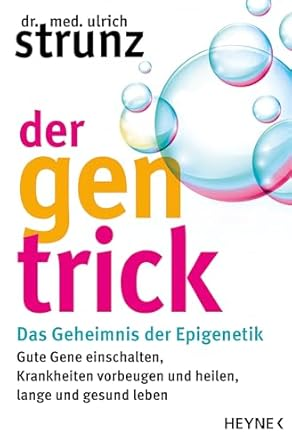 dr. med. ulrich
strunz
der
gen
trick
Das Geheimnis der Epigenetik
Gute Gene einschalten,
Krankheiten vorbeugen und heilen,
lange und gesund leben
HEYNE